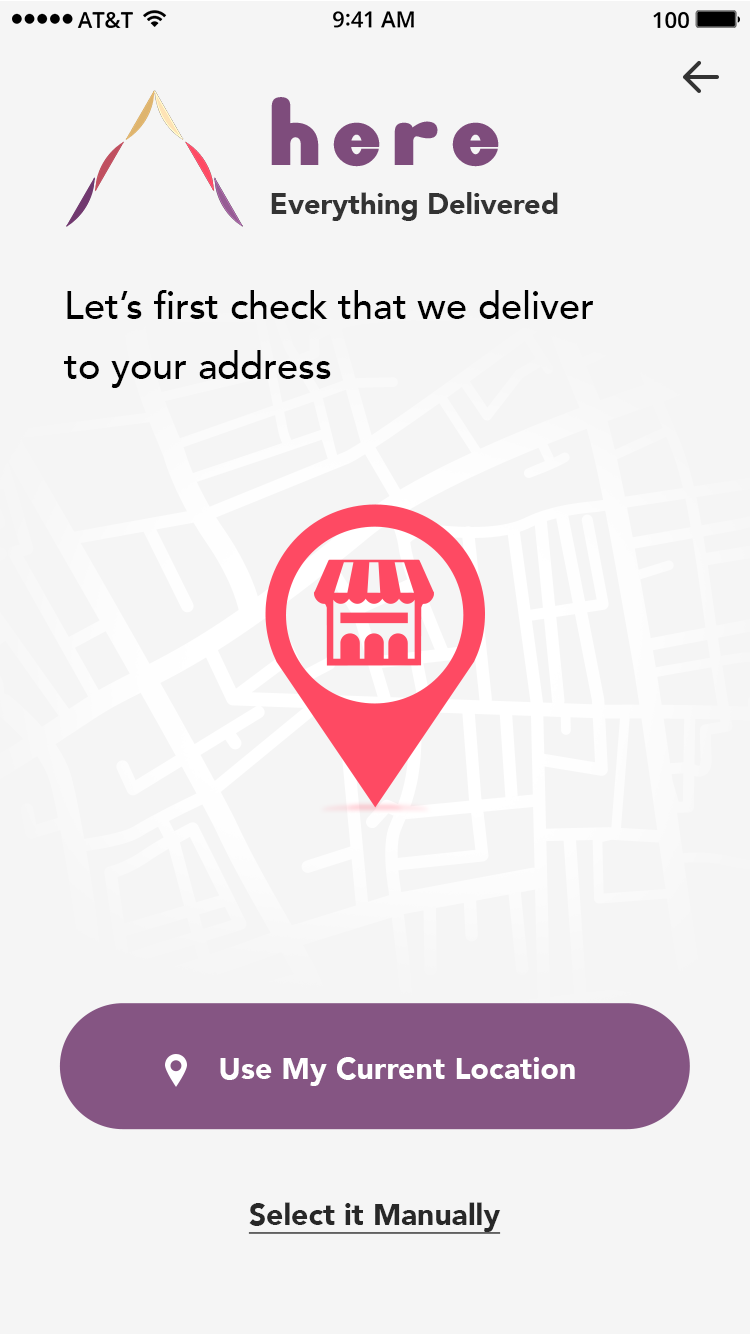 AT&T 9:41 AM 100
here
Everything Delivered
Let’s first check that we deliver
to your address
Use My Current Location
Select it Manually